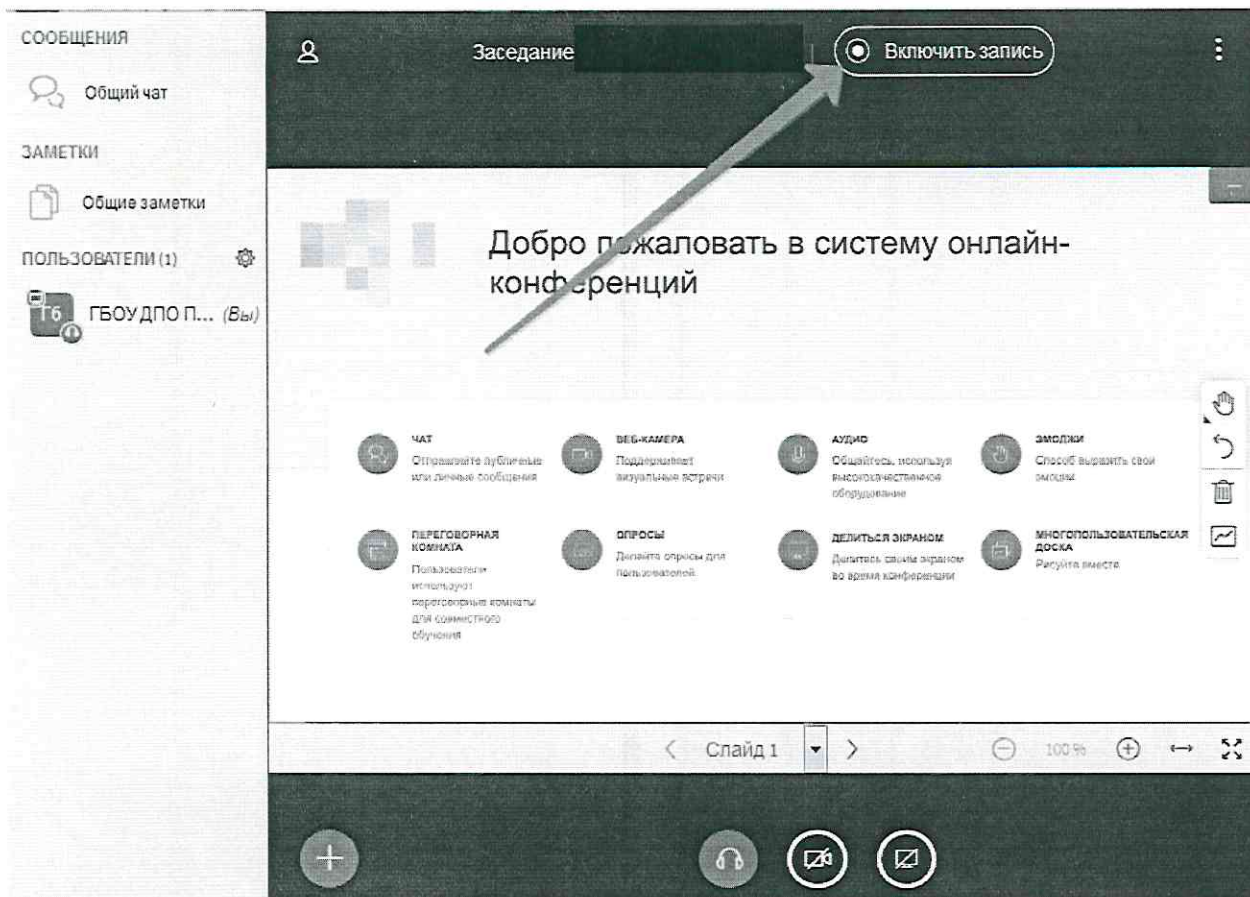 СООБЩЕНИЯ
Общий чат
ЗАМЕТКИ
Общие заметки
ПОЛЬЗОВАТЕЛИ (1)
Гб ГБОУ ДПО П... (Вы)
Заседание
Включить запись
Добро пожаловать в систему онлайн-
конференций
ЧАТ
Отправляйте публичные
или личные сообщения
ВЕБ-КАМЕРА
Поддерживает
визуальные встречи
АУДИО
Общайтесь, используя
высококачественное
оборудование
ЭМОДЖИ
Способ выразить свои
эмоции
ПЕРЕГОВОРНАЯ
КОМНАТА
Пользователи
используют
переговорные комнаты
для совместного
обучения
ОПРОСЫ
Делайте опросы для
пользователей.
ДЕЛИТЬСЯ ЭКРАНОМ
Делитесь своим экраном
во время конференции
МНОГОПОЛЬЗОВАТЕЛЬСКАЯ
ДОСКА
Рисуйте вместе.
Слайд 1
100 %